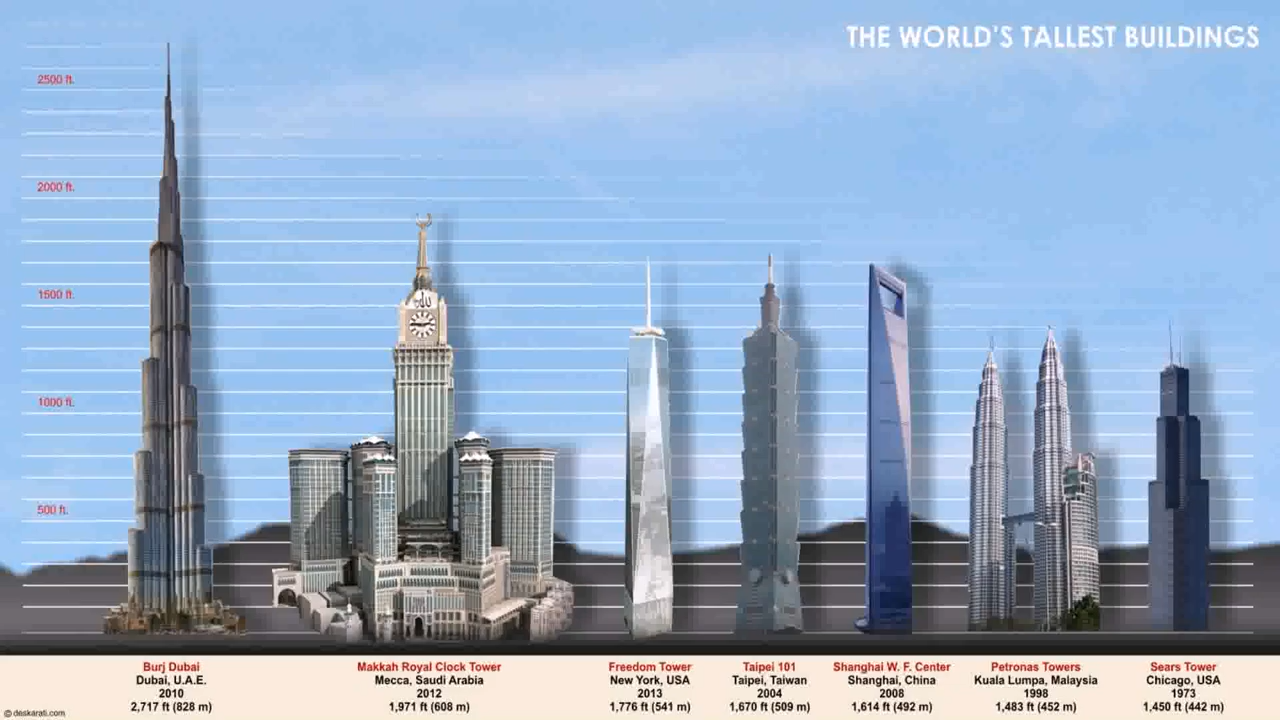 THE WORLD'S TALLEST BUILDINGS
2500 ft.
2000 ft.
1500 ft.
1000 ft.
500 ft.
Burj Dubai
Dubai, U.A.E.
2010
2,717 ft (828 m)
Makkah Royal Clock Tower
Mecca, Saudi Arabia
2012
1,971 ft (608 m)
Freedom Tower
New York, USA
2013
1,776 ft (541 m)
Taipei 101
Taipei, Taiwan
2004
1,670 ft (509 m)
Shanghai W. F. Center
Shanghai, China
2008
1,614 ft (492 m)
Petronas Towers
Kuala Lumpa, Malaysia
1998
1,483 ft (452 m)
Sears Tower
Chicago, USA
1973
1,450 ft (442 m)
© deskarati.com